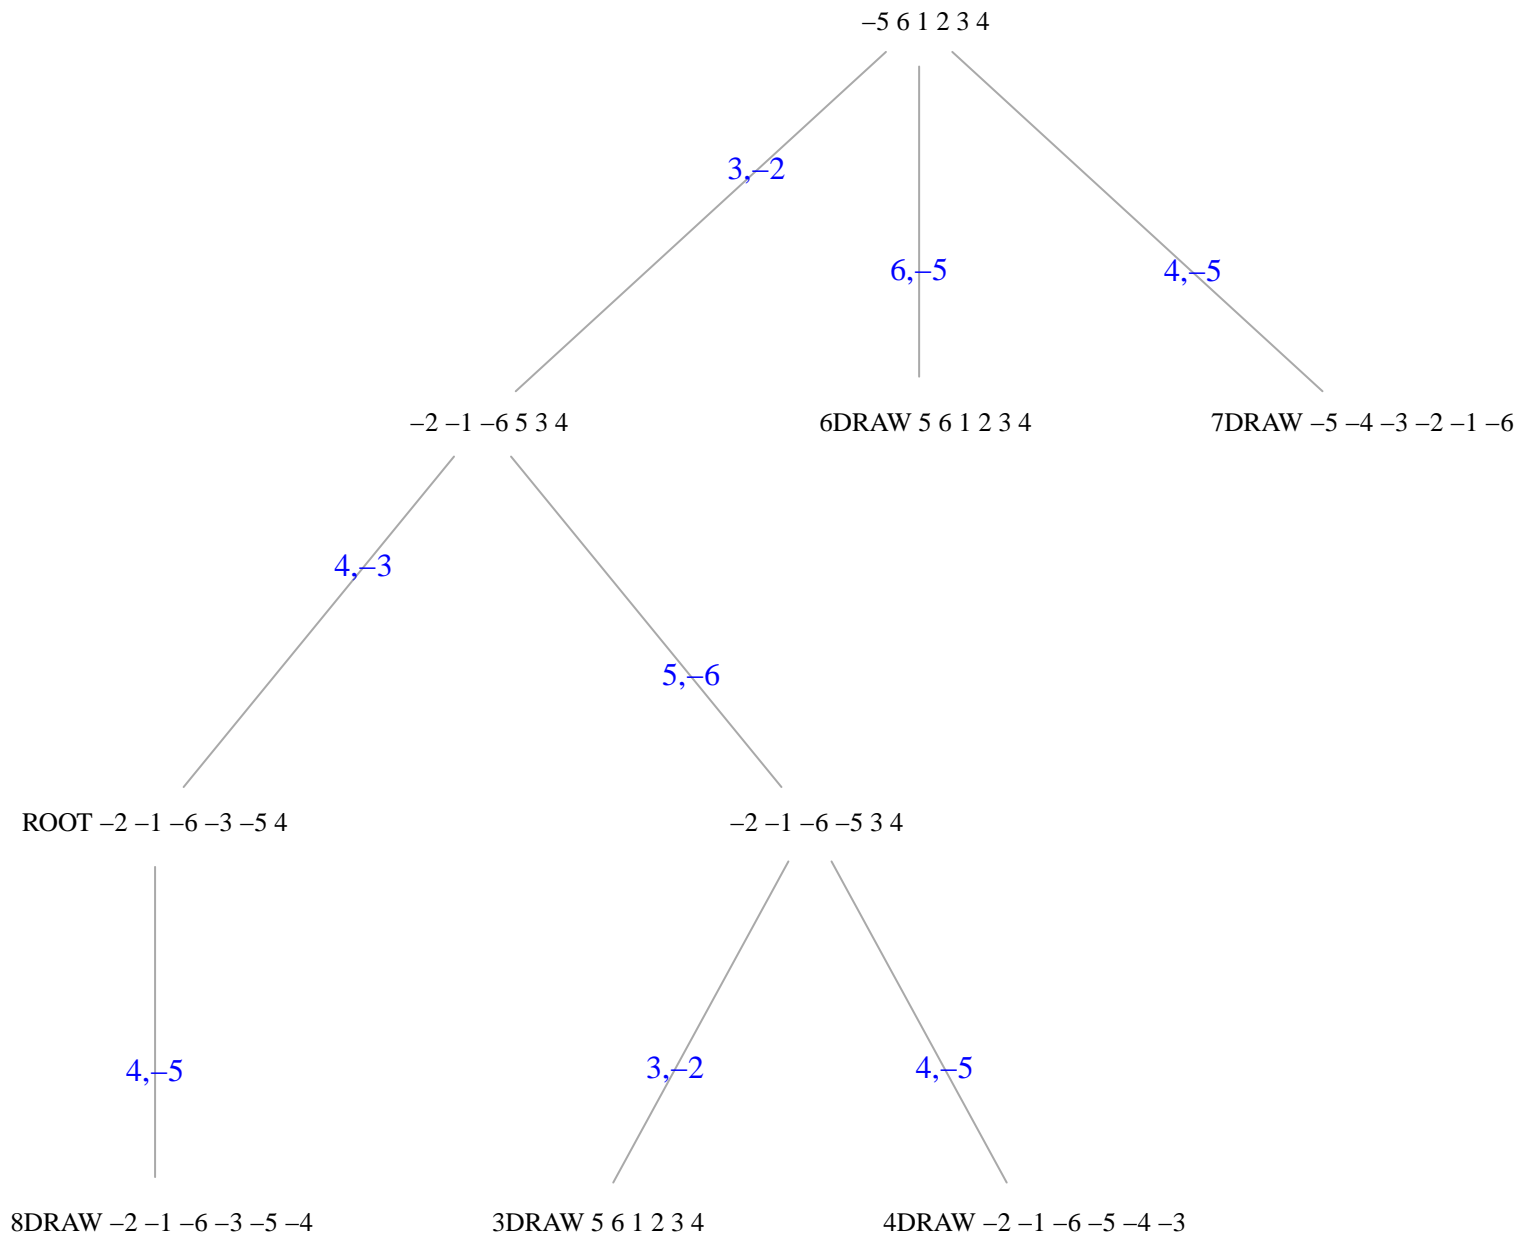 –5 6 1 2 3 4
3,–2
6,–5
4,–5
–2 –1 –6 5 3 4
6DRAW 5 6 1 2 3 4
7DRAW –5 –4 –3 –2 –1 –6
4,–3
5,–6
ROOT –2 –1 –6 –3 –5 4
–2 –1 –6 –5 3 4
4,–5
3,–2
4,–5
8DRAW –2 –1 –6 –3 –5 –4
3DRAW 5 6 1 2 3 4
4DRAW –2 –1 –6 –5 –4 –3